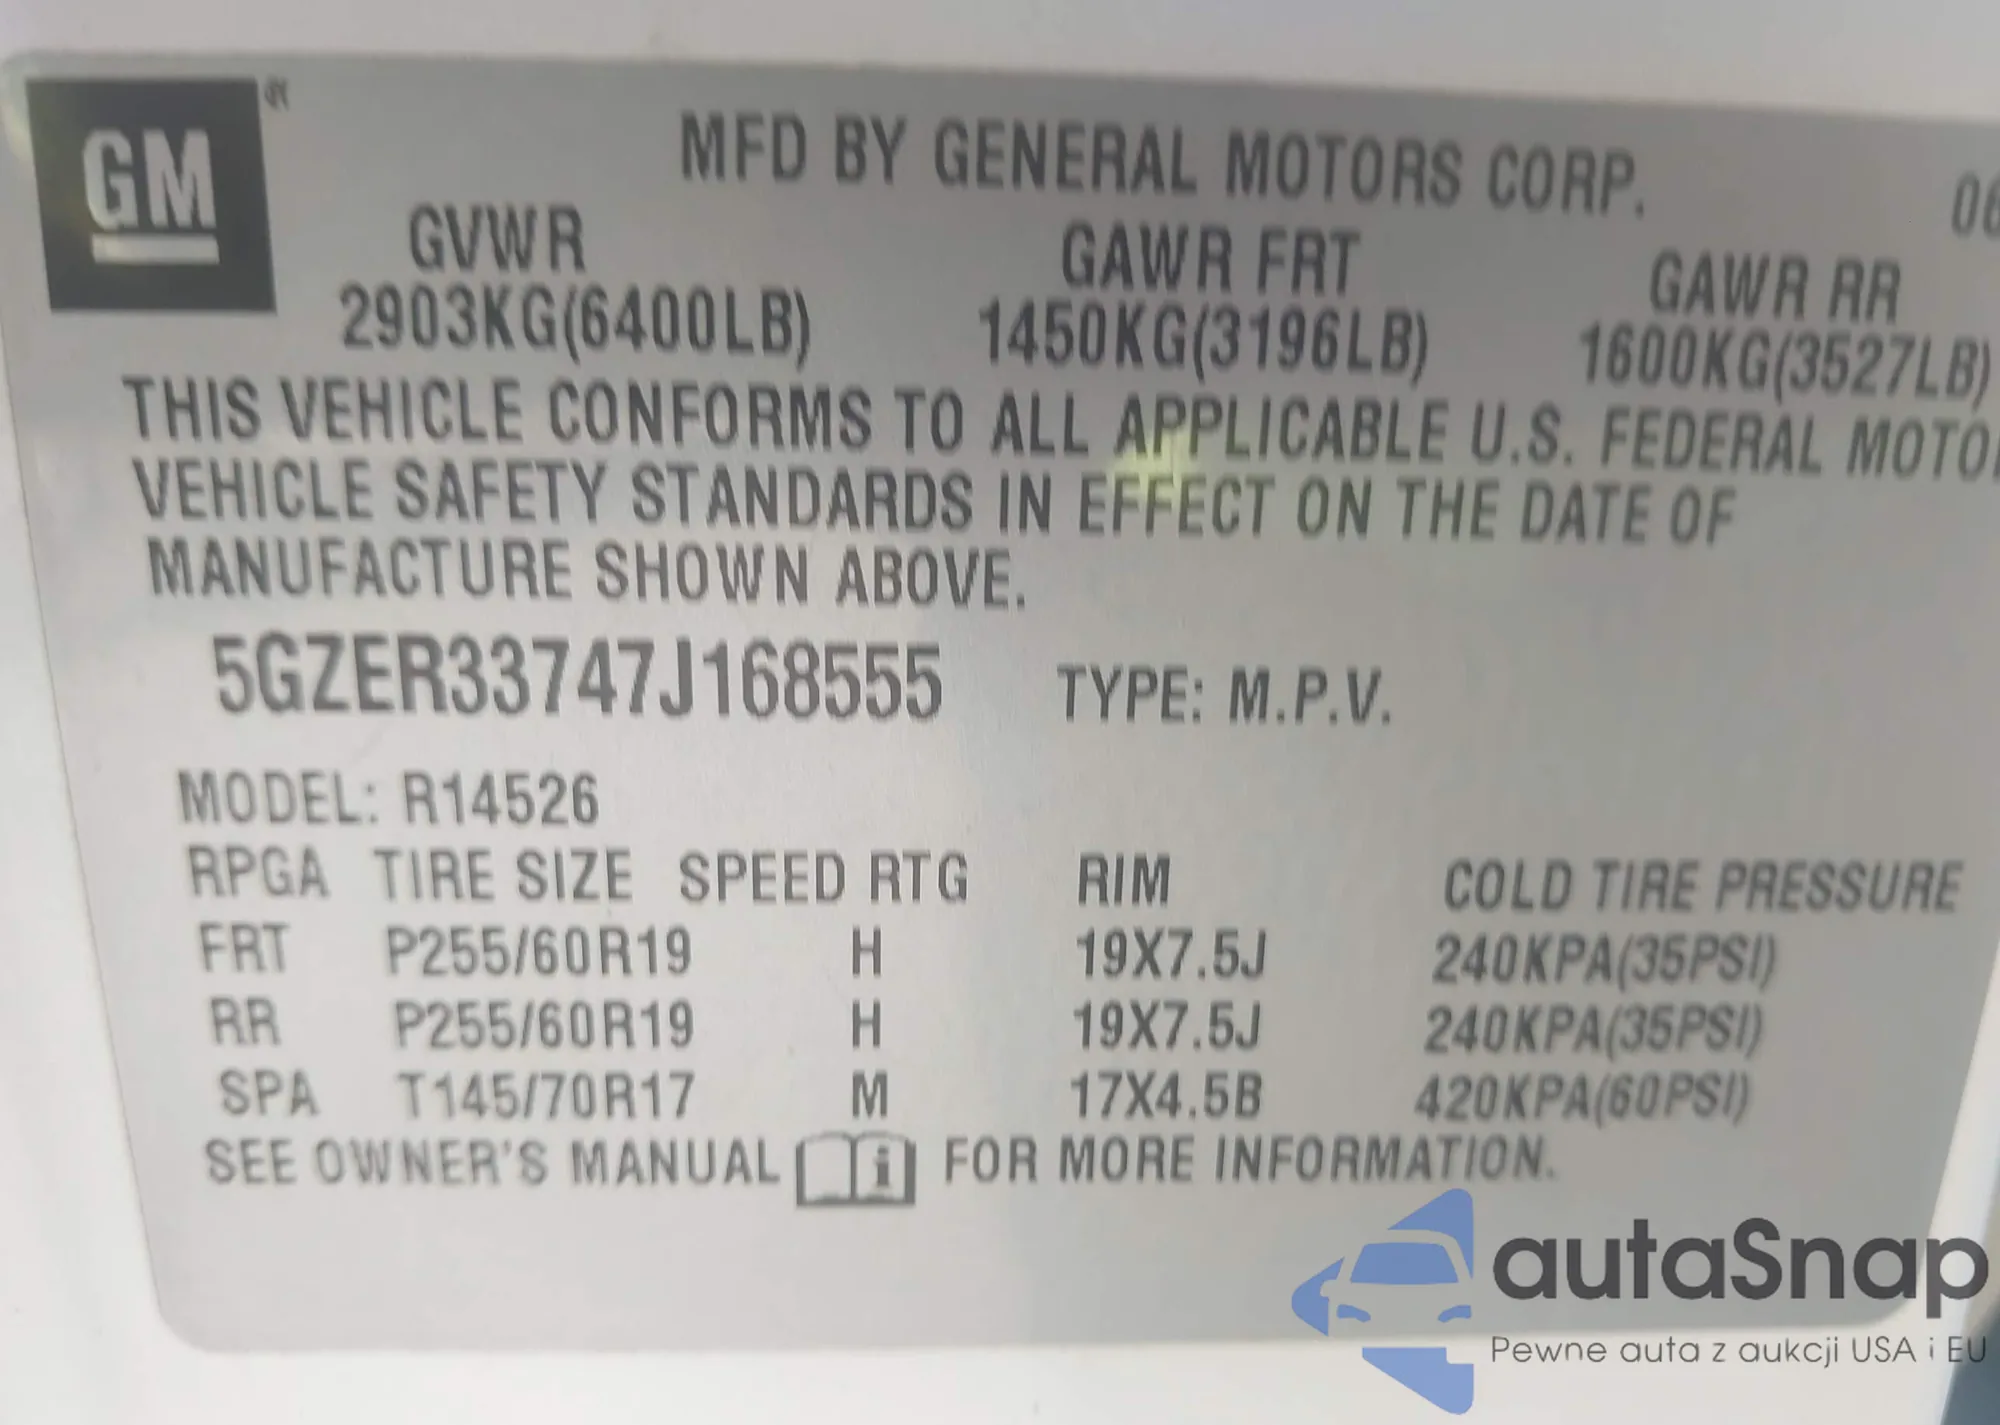 GM
MFD BY GENERAL MOTORS CORP. 06
GVWR GAWR FRT GAWR RR
2903KG(6400LB) 1450KG(3196LB) 1600KG(3527LB)
THIS VEHICLE CONFORMS TO ALL APPLICABLE U.S. FEDERAL MOTO
VEHICLE SAFETY STANDARDS IN EFFECT ON THE DATE OF
MANUFACTURE SHOWN ABOVE.
5GZER33747J168555 TYPE: M.P.V.
MODEL: R14526
RPGA TIRE SIZE SPEED RTG RIM COLD TIRE PRESSURE
FRT P255/60R19 H 19X7.5J 240KPA(35PSI)
RR P255/60R19 H 19X7.5J 240KPA(35PSI)
SPA T145/70R17 M 17X4.5B 420KPA(60PSI)
SEE OWNER'S MANUAL i FOR MORE INFORMATION.
autaSnap
Pewne auta z aukcji USA i EU